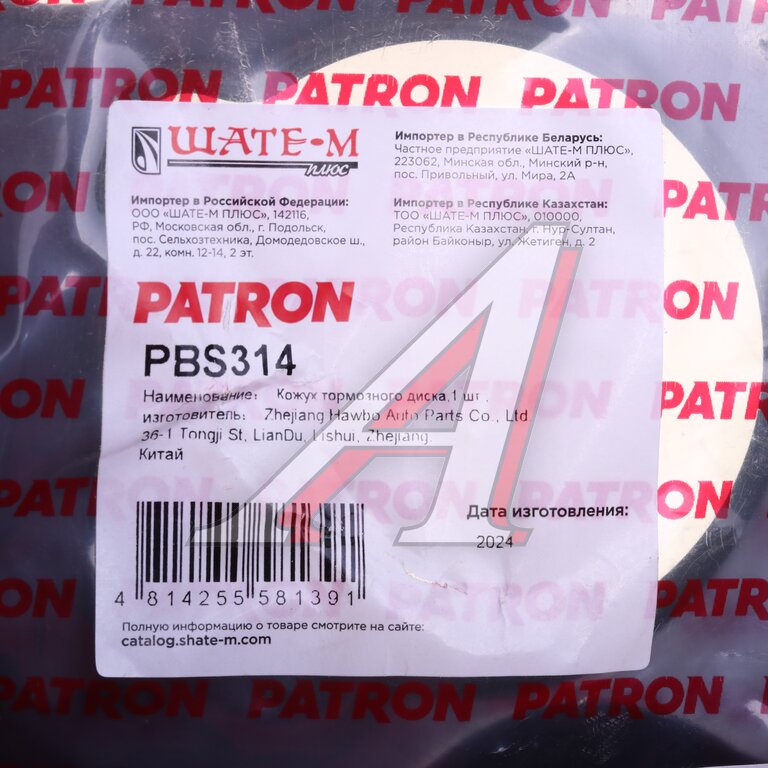 PATRON PATRON PATRON
ШАТЕ-М
ПЛЮС
Импортер в Российской Федерации:
ООО «ШАТЕ-М ПЛЮС», 142116,
РФ, Московская обл., г. Подольск,
пос. Сельхозтехника, Домодедовское ш.,
д. 22, комн. 12-14, 2 эт.
Импортер в Республике Беларусь:
Частное предприятие «ШАТЕ-М ПЛЮС»,
223062, Минская обл., Минский р-н,
пос. Привольный, ул. Мира, 2А
Импортер в Республике Казахстан:
ТОО «ШАТЕ-М ПЛЮС», 010000,
Республика Казахстан г. Нур-Султан,
район Байконыр, ул. Жетиген, д. 2
PATRON
PBS314
Наименование: Кожух тормозного диска,1 шт.
изготовитель: Zhejiang Hawbo Auto Parts Co., Ltd
36-1 Tongji St, LianDu, Lishui, Zhejiang.
Китай
Дата изготовления:
2024
4 814255 581391
Полную информацию о товаре смотрите на сайте:
catalog.shate-m.com
PATRON PATRON PATRON